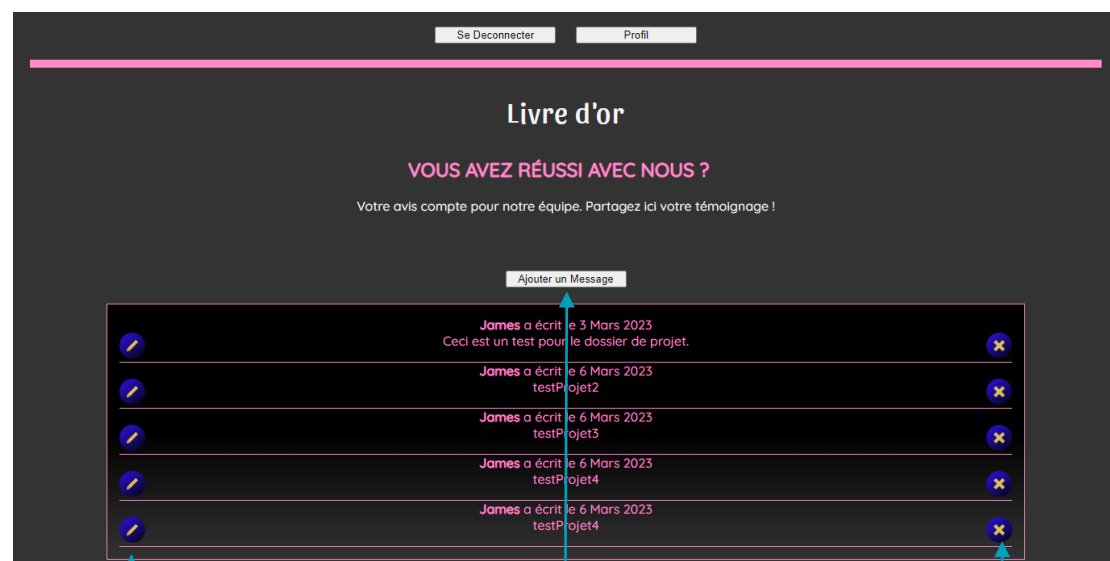 Se Deconnecter
Profil
Livre d'or
VOUS AVEZ RÉUSSI AVEC NOUS ?
Votre avis compte pour notre équipe. Partagez ici votre témoignage !
Ajouter un Message
James a écrit le 3 Mars 2023
Ceci est un test pour le dossier de projet.
James a écrit le 6 Mars 2023
testProjet2
James a écrit le 6 Mars 2023
testProjet3
James a écrit le 6 Mars 2023
testProjet4
James a écrit le 6 Mars 2023
testProjet4